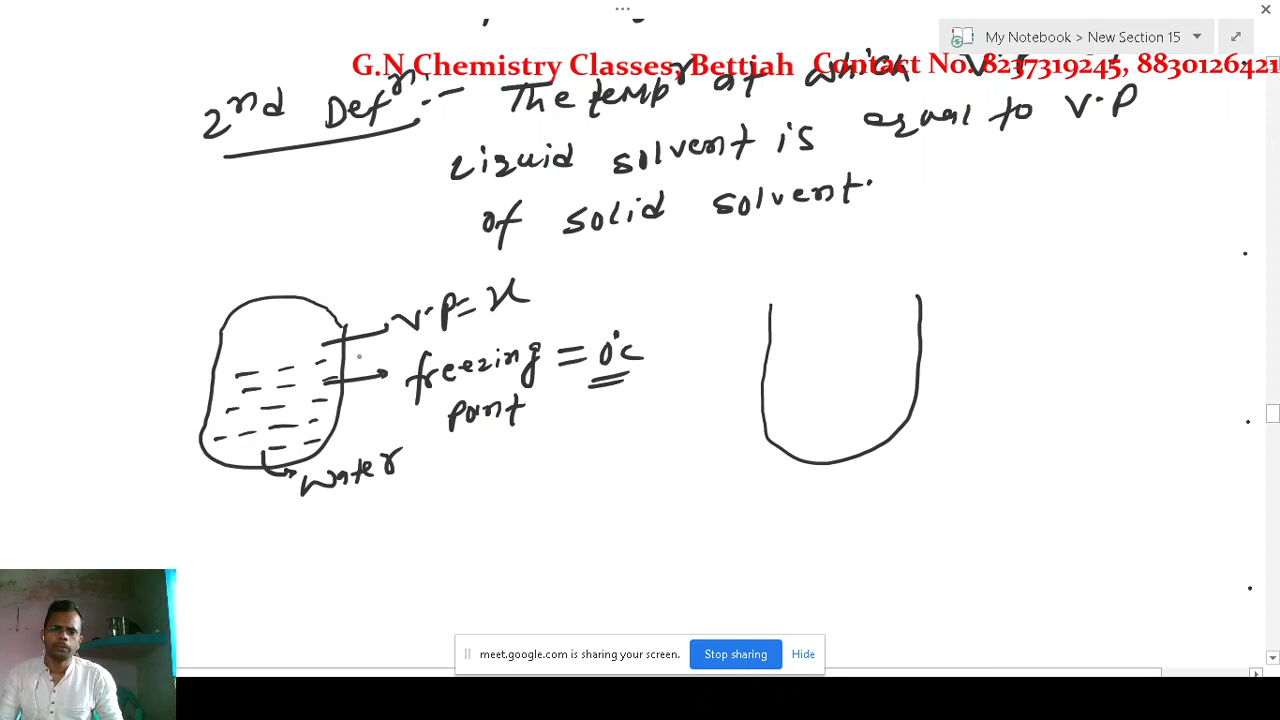 My Notebook > New Section 15
G.N Chemistry Classes, Bettiah Contact No. 8237319245, 8830126421
2nd Defn:- The tempr at which V.P
liquid solvent is equal to V.P
of solid solvent.
V.P = x
freezing = 0°C
point
water
meet.google.com is sharing your screen.
Stop sharing
Hide